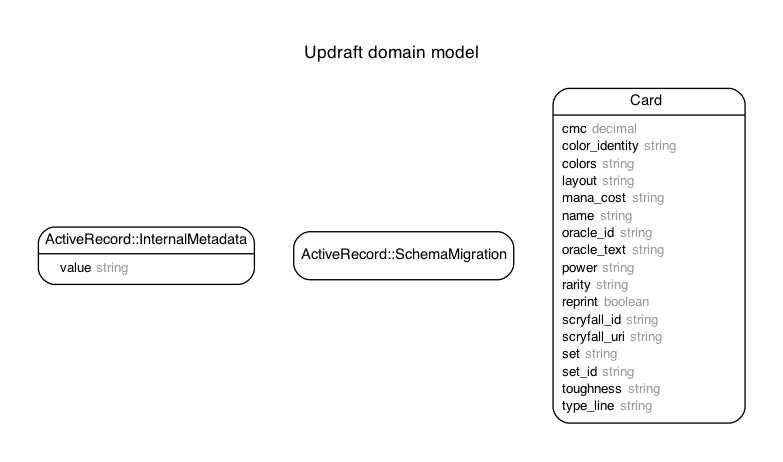 Updraft domain model
ActiveRecord::InternalMetadata
value string
ActiveRecord::SchemaMigration
Card
cmc decimal
color_identity string
colors string
layout string
mana_cost string
name string
oracle_id string
oracle_text string
power string
rarity string
reprint boolean
scryfall_id string
scryfall_uri string
set string
set_id string
toughness string
type_line string